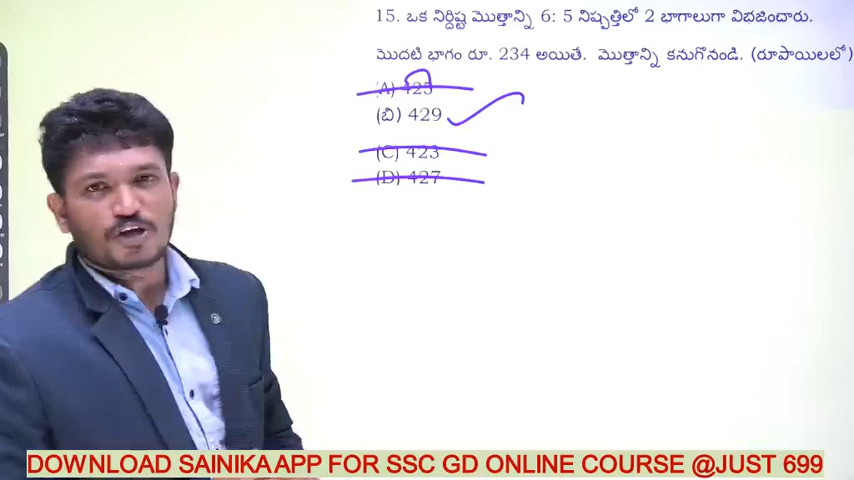 15. ఒక నిర్దిష్ట మొత్తాన్ని 6: 5 నిష్పత్తిలో 2 భాగాలుగా విభజించారు.
మొదటి భాగం రూ. 234 అయితే. మొత్తాన్ని కనుగొనండి. (రూపాయిలలో)
(A) 425
(బి) 429
(C) 423
(D) 427
DOWNLOAD SAINIKA APP FOR SSC GD ONLINE COURSE @JUST 699